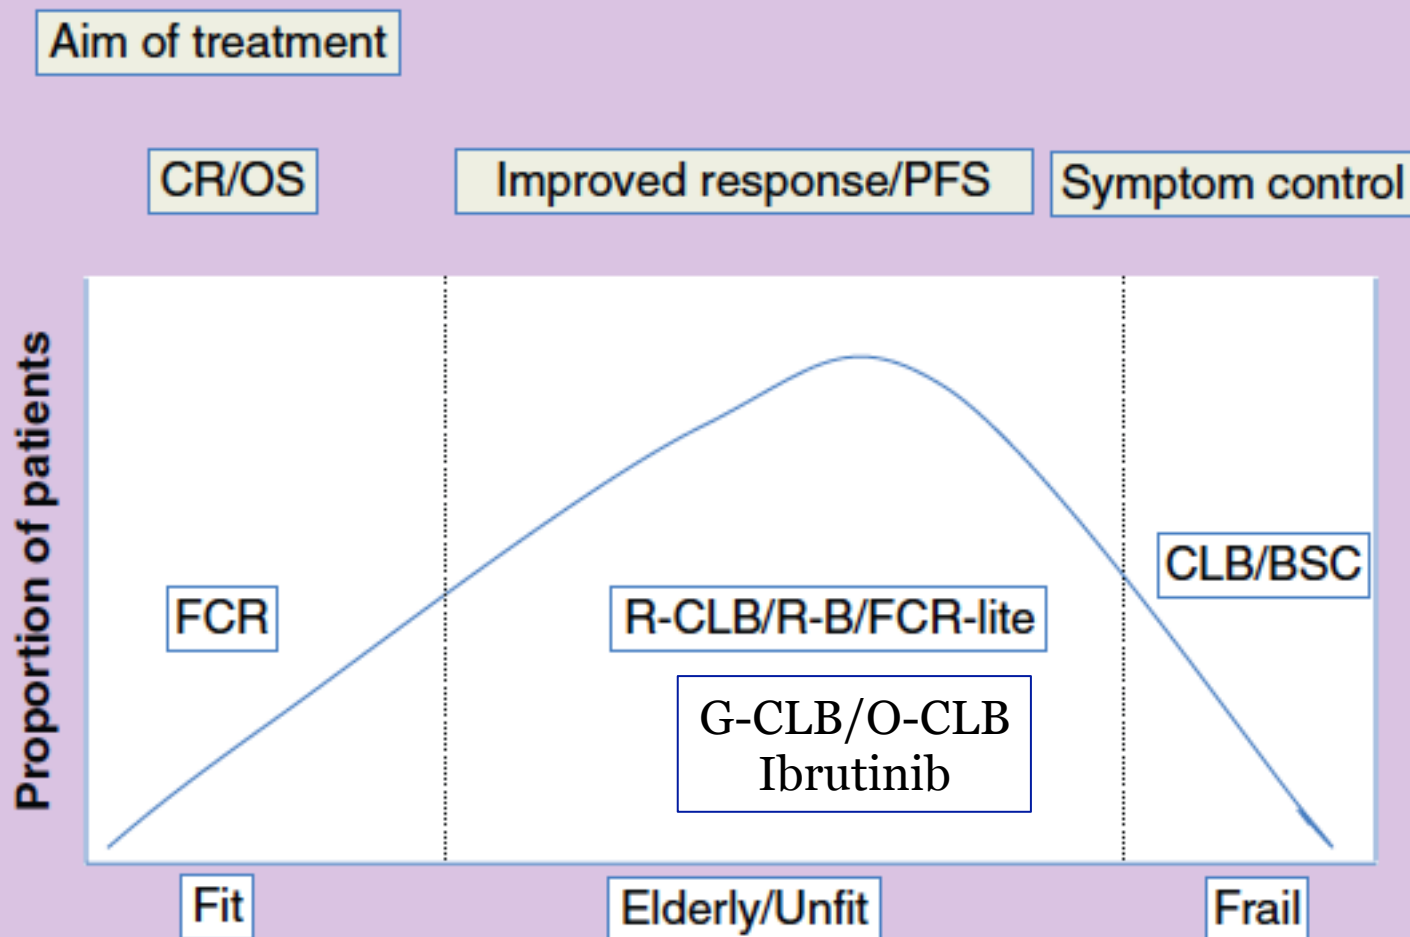 Aim of treatment
CR/OS
Improved response/PFS
Symptom control
Proportion of patients
FCR
R-CLB/R-B/FCR-lite
CLB/BSC
G-CLB/O-CLB
Ibrutinib
Fit
Elderly/Unfit
Frail